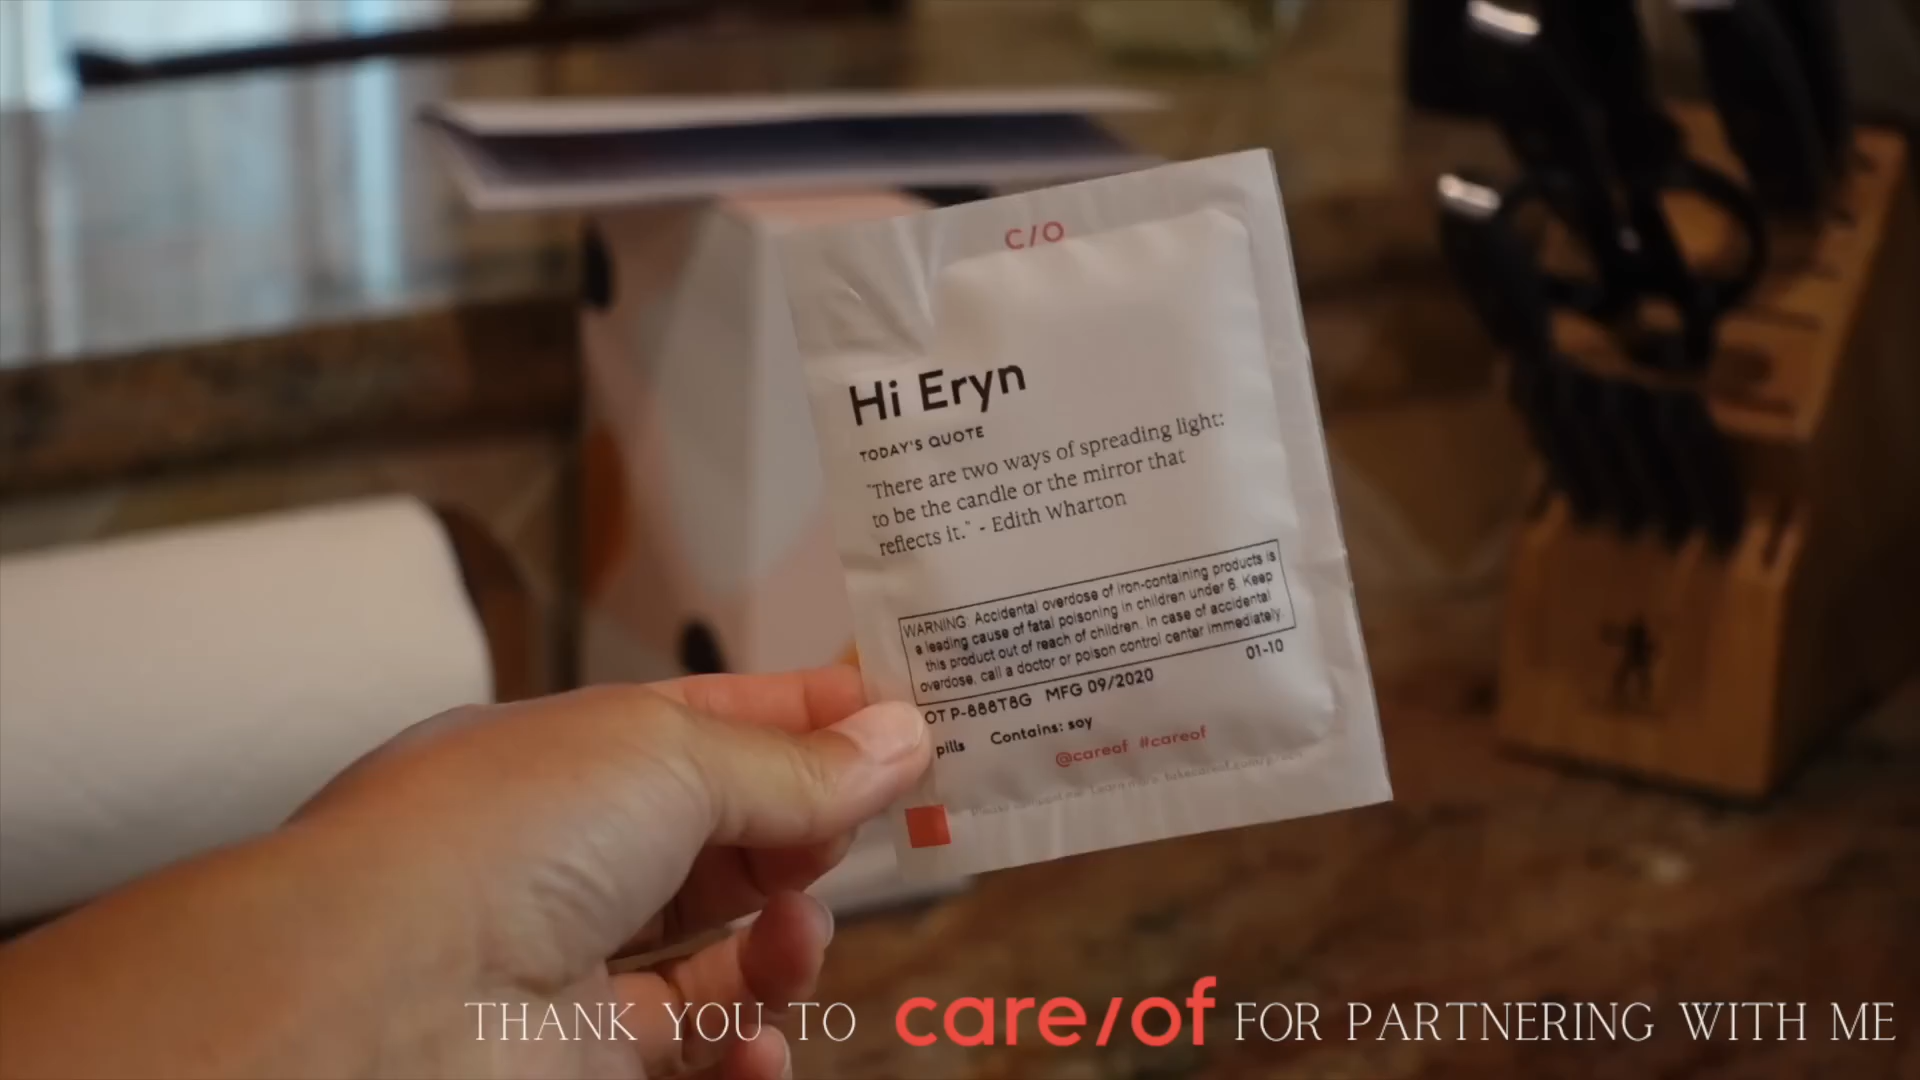 C/O
Hi Eryn
TODAY'S QUOTE
"There are two ways of spreading light:
to be the candle or the mirror that
reflects it." - Edith Wharton
WARNING: Accidental overdose of iron-containing products is
a leading cause of fatal poisoning in children under 6. Keep
this product out of reach of children. In case of accidental
overdose, call a doctor or poison control center immediately.
OT P-888T8G MFG 09/2020 01-10
pills Contains: soy
@careof #careof
THANK YOU TO care/of FOR PARTNERING WITH ME